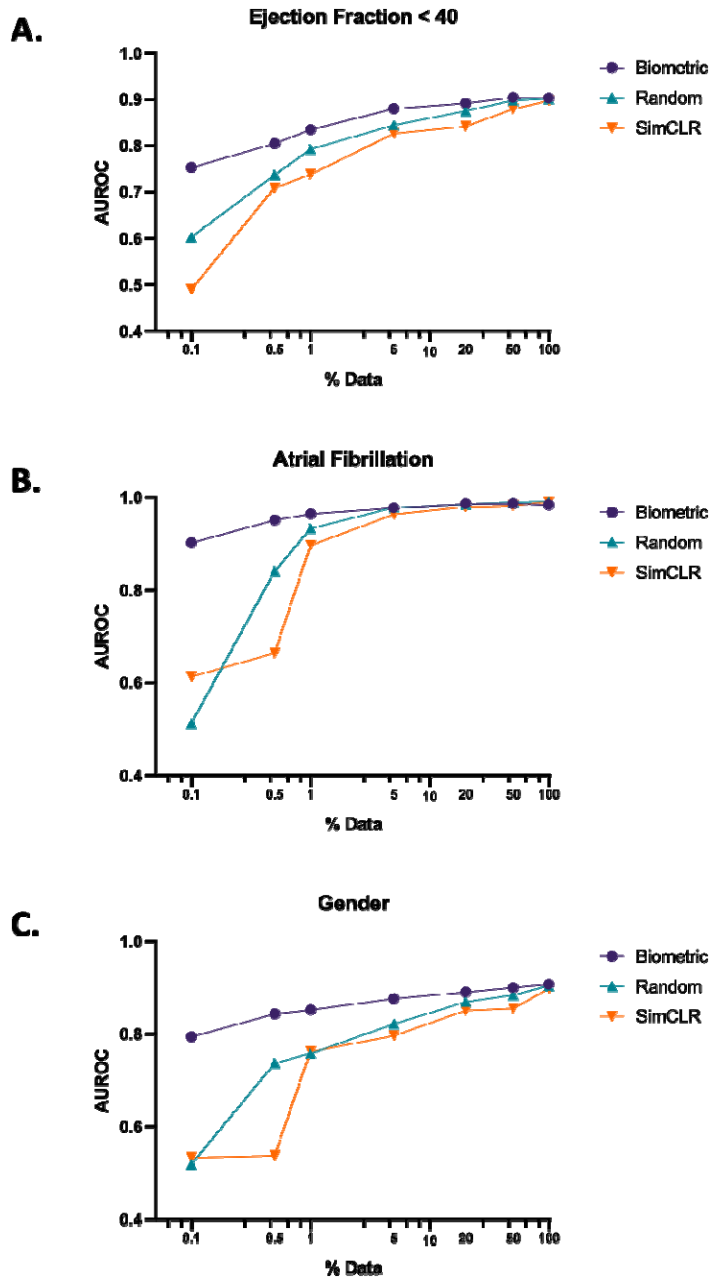 A.
Ejection Fraction < 40
1.0
0.9
0.8
0.7
0.6
0.5
0.4
AUROC
0.1 0.5 1 5 10 20 50 100
% Data
Biometric
Random
SimCLR
B.
Atrial Fibrillation
1.0
0.8
0.6
0.4
AUROC
0.1 0.5 1 5 10 20 50 100
% Data
Biometric
Random
SimCLR
C.
Gender
1.0
0.8
0.6
0.4
AUROC
0.1 0.5 1 5 10 20 50 100
% Data
Biometric
Random
SimCLR